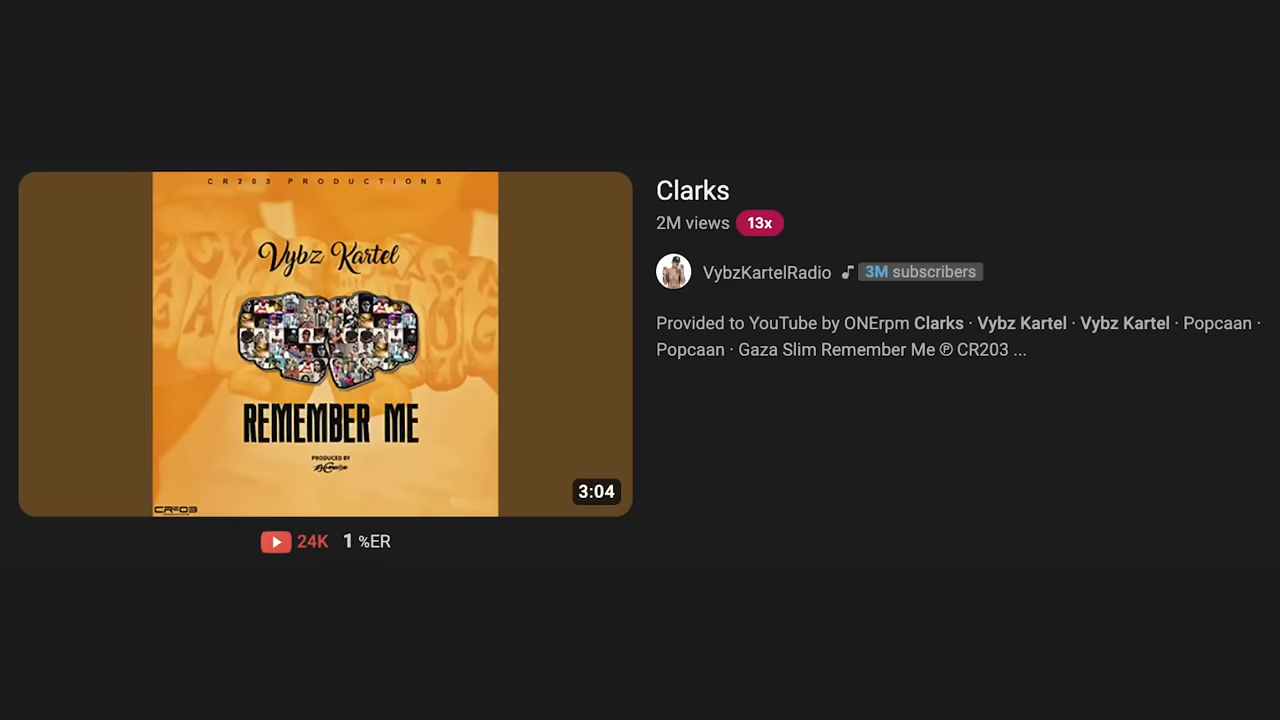 CR203 PRODUCTIONS
Vybz Kartel
REMEMBER ME
PRODUCED BY
CR203
3:04
24K 1 %ER
Clarks
2M views 13x
VybzKartelRadio 3M subscribers
Provided to YouTube by ONErpm Clarks · Vybz Kartel · Vybz Kartel · Popcaan ·
Popcaan · Gaza Slim Remember Me ℗ CR203 ...